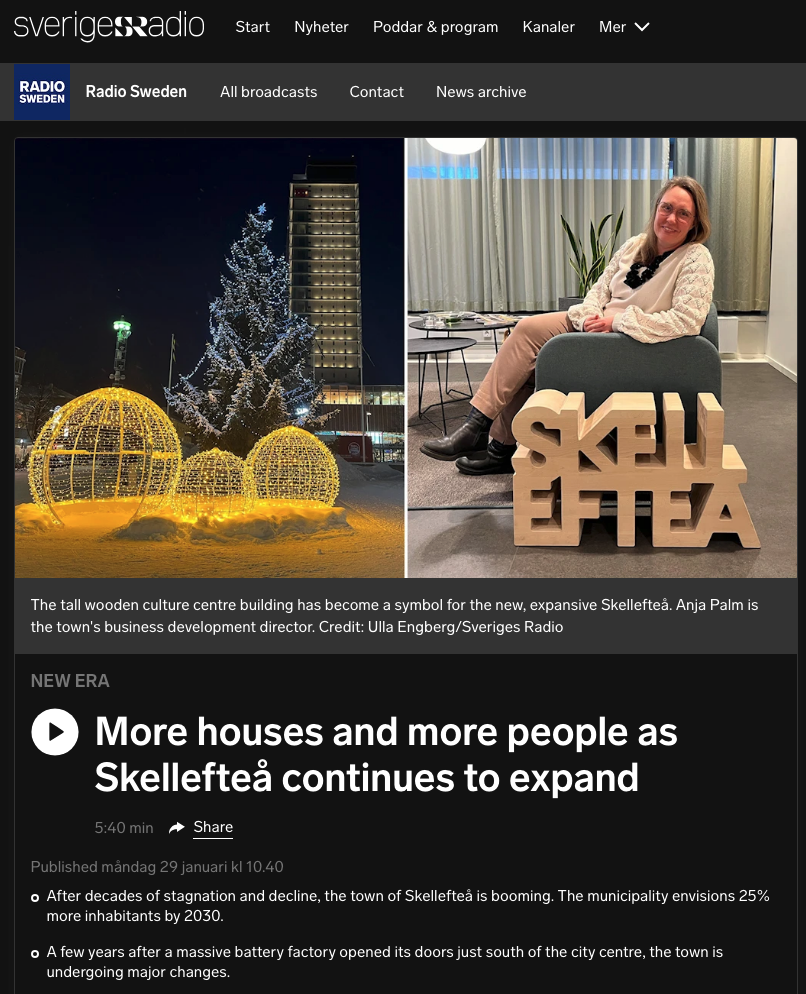 sverigesRadio
Start
Nyheter
Poddar & program
Kanaler
Mer
RADIO
SWEDEN
Radio Sweden
All broadcasts
Contact
News archive
SKELL
EFTEÅ
The tall wooden culture centre building has become a symbol for the new, expansive Skellefteå. Anja Palm is
the town's business development director. Credit: Ulla Engberg/Sveriges Radio
NEW ERA
More houses and more people as
Skellefteå continues to expand
5:40 min
Share
Published måndag 29 januari kl 10.40
After decades of stagnation and decline, the town of Skellefteå is booming. The municipality envisions 25%
more inhabitants by 2030.
A few years after a massive battery factory opened its doors just south of the city centre, the town is
undergoing major changes.